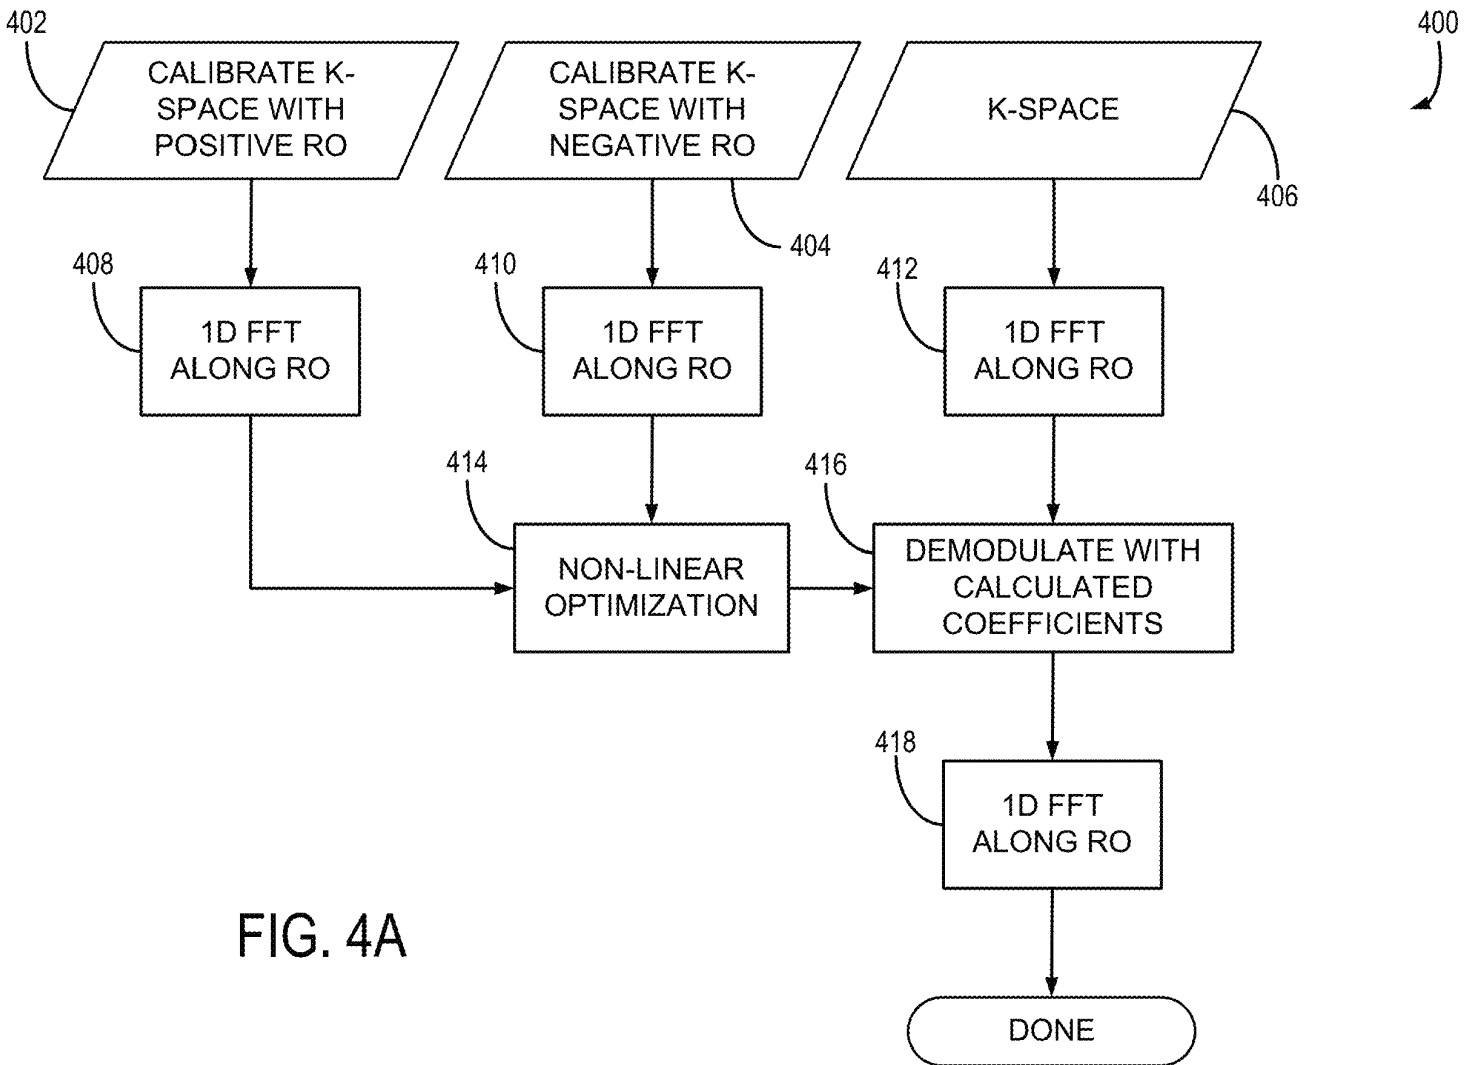 402
400
CALIBRATE K-
SPACE WITH
POSITIVE RO
CALIBRATE K-
SPACE WITH
NEGATIVE RO
K-SPACE
406
404
408
410
412
1D FFT
ALONG RO
1D FFT
ALONG RO
1D FFT
ALONG RO
414
416
NON-LINEAR
OPTIMIZATION
DEMODULATE WITH
CALCULATED
COEFFICIENTS
418
1D FFT
ALONG RO
FIG. 4A
DONE